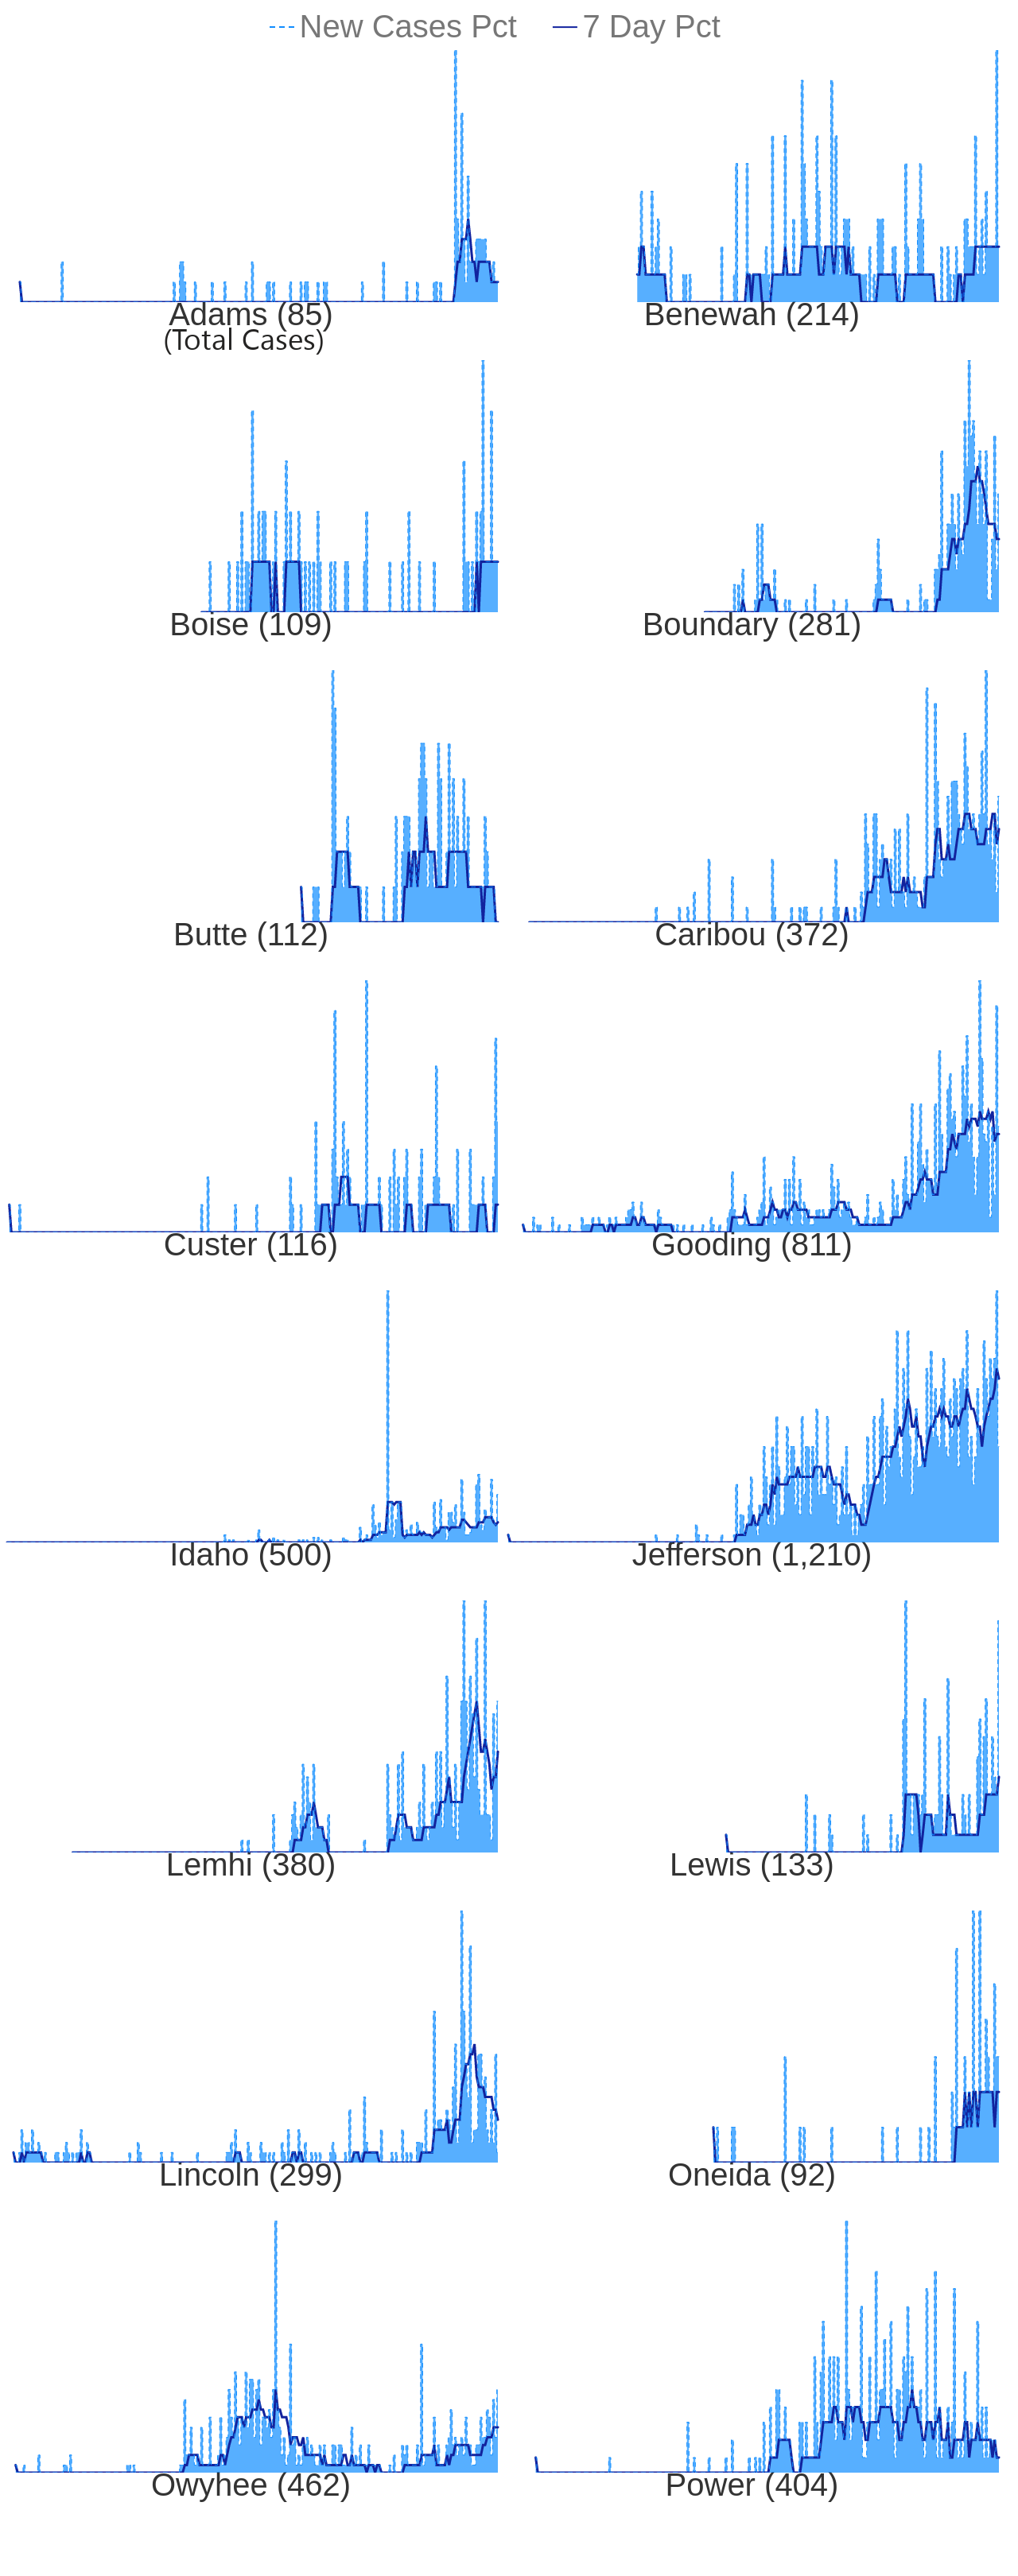 New Cases Pct 7 Day Pct
Adams (85) Benewah (214)
(Total Cases)
Boise (109) Boundary (281)
Butte (112) Caribou (372)
Custer (116) Gooding (811)
Idaho (500) Jefferson (1,210)
Lemhi (380) Lewis (133)
Lincoln (299) Oneida (92)
Owyhee (462) Power (404)